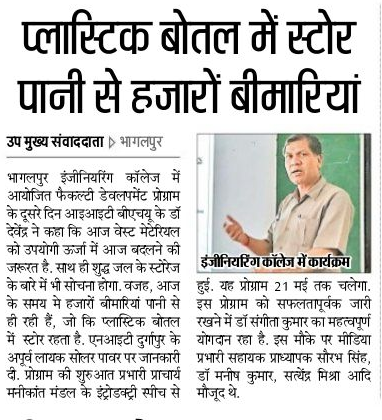 प्लास्टिक बोतल में स्टोर
पानी से हजारों बीमारियां
उप मुख्य संवाददाता ▷ भागलपुर
भागलपुर इंजीनियरिंग कॉलेज में
आयोजित फैकल्टी डेवलपमेंट प्रोग्राम
के दूसरे दिन आइआइटी बीएचयू के डॉ
देवेंद्र ने कहा कि आज वेस्ट मेटेरियल
को उपयोगी ऊर्जा में आज बदलने की
जरूरत है. साथ ही शुद्ध जल के स्टोरेज
के बारे में भी सोचना होगा. वजह, आज
के समय मे हजारों बीमारियां पानी से
ही रही हैं, जो कि प्लास्टिक बोतल
में स्टोर रहता है. एनआइटी दुर्गापुर के
अपूर्व लायक सोलर पावर पर जानकारी
दी. प्रोग्राम की शुरुआत प्रभारी प्राचार्य
मनीकांत मंडल के इंट्रोडक्ट्री स्पीच से
इंजीनियरिंग कॉलेज में कार्यक्रम
हुई. यह प्रोग्राम 21 मई तक चलेगा.
इस प्रोग्राम को सफलतापूर्वक जारी
रखने में डॉ संगीता कुमार का महत्वपूर्ण
योगदान रहा है. इस मौके पर मीडिया
प्रभारी सहायक प्राध्यापक सौरभ सिंह,
डॉ मनीष कुमार, सत्येंद्र मिश्रा आदि
मौजूद थे.